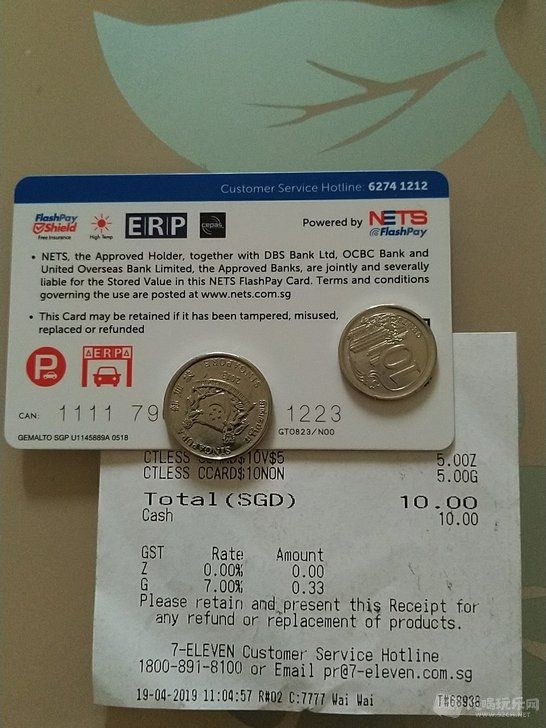 Customer Service Hotline: 6274 1212
FlashPay
Shield
Free Insurance
High Temp
ERP
cepas
Powered by NETS
FlashPay
• NETS, the Approved Holder, together with DBS Bank Ltd, OCBC Bank and
United Overseas Bank Limited, the Approved Banks, are jointly and severally
liable for the Stored Value in this NETS FlashPay Card. Terms and conditions
governing the use are posted at www.nets.com.sg
• This Card may be retained if it has been tampered, misused,
replaced or refunded
P
ERP
10
CAN: 1111 79 1223
GT0823/N00
GEMALTO SGP U1145889A 0518
CTLESS 5.00Z
CTLESS CCARD$10NON 5.00G
Total(SGD) 10.00
Cash 10.00
GST Rate Amount
Z 0.00% 0.00
G 7.00% 0.33
Please retain and present this Receipt for
any refund or replacement of products.
7-ELEVEN Customer Service Hotline
1800-891-8100 or Email pr@7-eleven.com.sg
19-04-2019 11:04:57 R#02 C:7777 Wai Wai T#68938